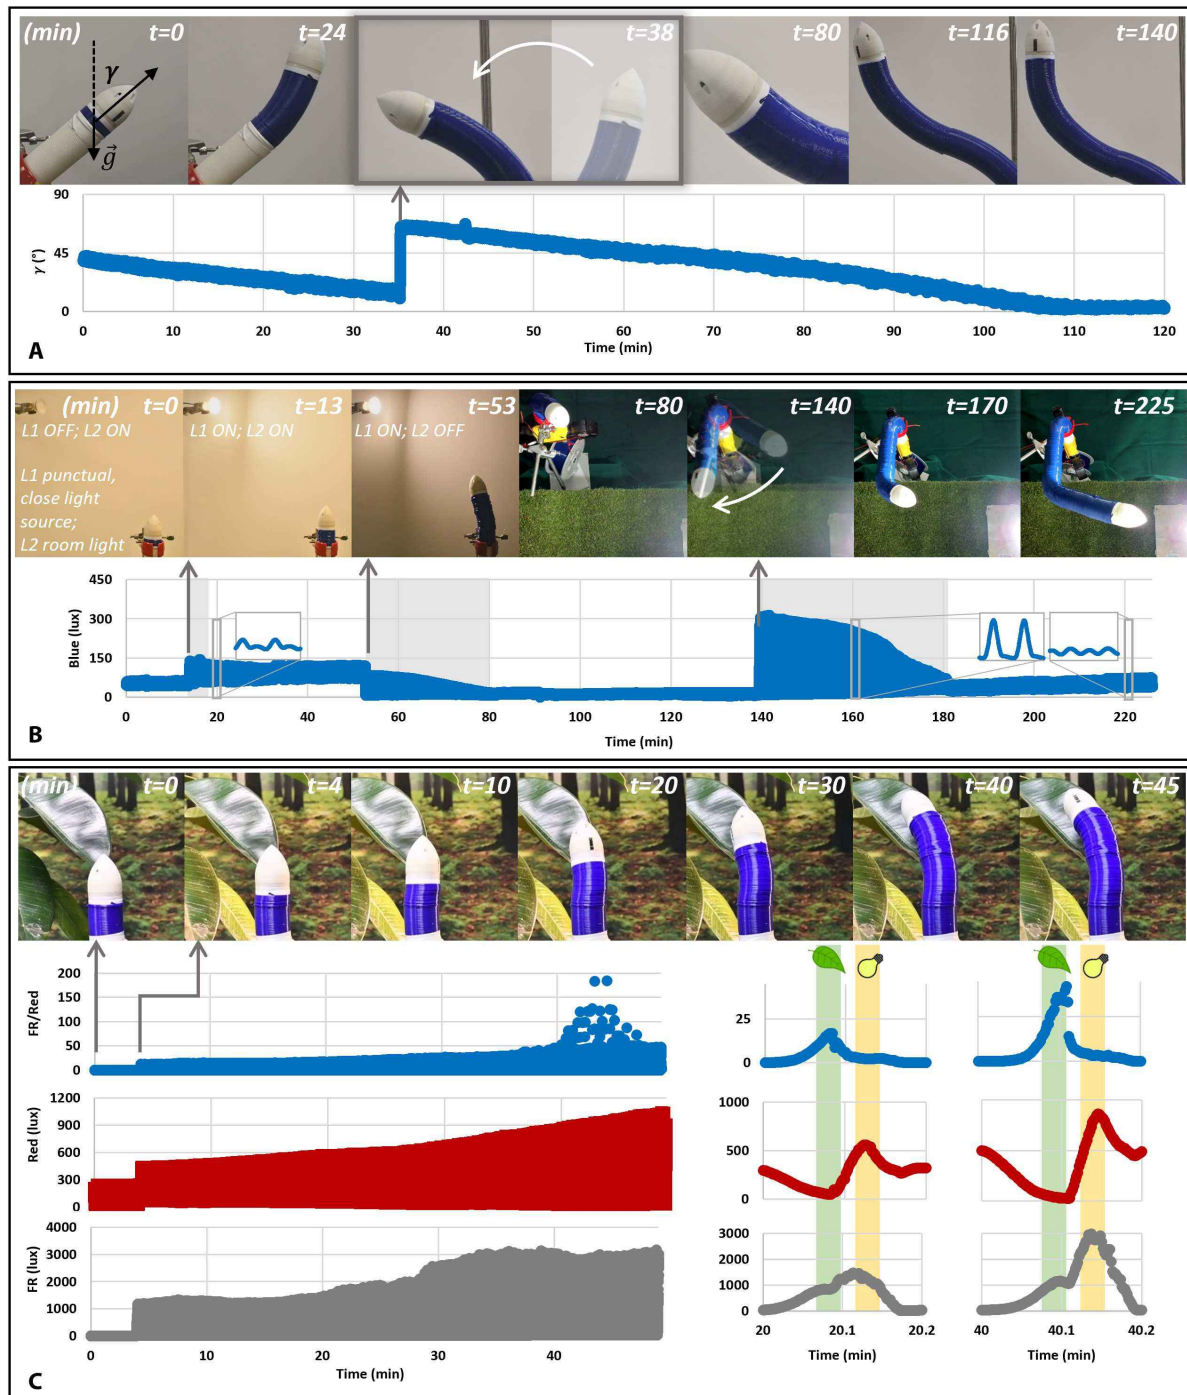 (min) t=0 t=24 t=38 t=80 t=116 t=140
γ
g
90
45
0
γ (°)
0 10 20 30 40 50 60 70 80 90 100 110 120
Time (min)
A
(min) t=0 t=13 t=53 t=80 t=140 t=170 t=225
L1 OFF; L2 ON L1 ON; L2 ON L1 ON; L2 OFF
L1 punctual,
close light
source;
L2 room light
450
300
150
0
Blue (lux)
0 20 40 60 80 100 120 140 160 180 200 220
Time (min)
B
(min) t=0 t=4 t=10 t=20 t=30 t=40 t=45
200
150
100
50
0
FR/Red
25
0
1200
900
600
300
0
Red (lux)
1000
500
0
4000
3000
2000
1000
0
FR (lux)
3000
2000
1000
0
0 10 20 30 40
Time (min)
20 20.1 20.2
Time (min)
40 40.1 40.2
Time (min)
C